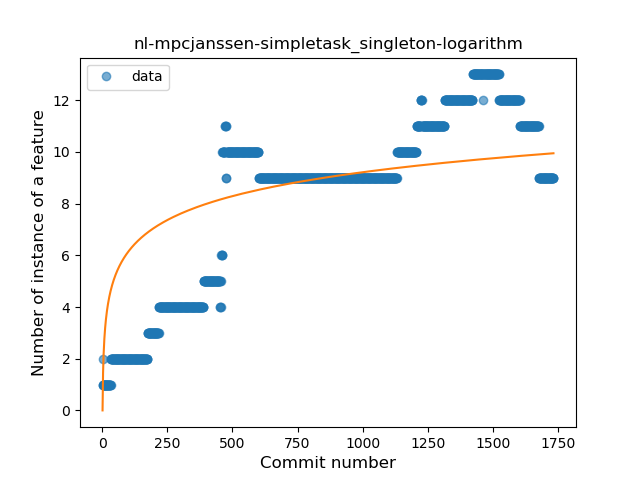 nl-mpcjanssen-simpletask_singleton-logarithm
data
Number of instance of a feature
12
10
8
6
4
2
0
0 250 500 750 1000 1250 1500 1750
Commit number